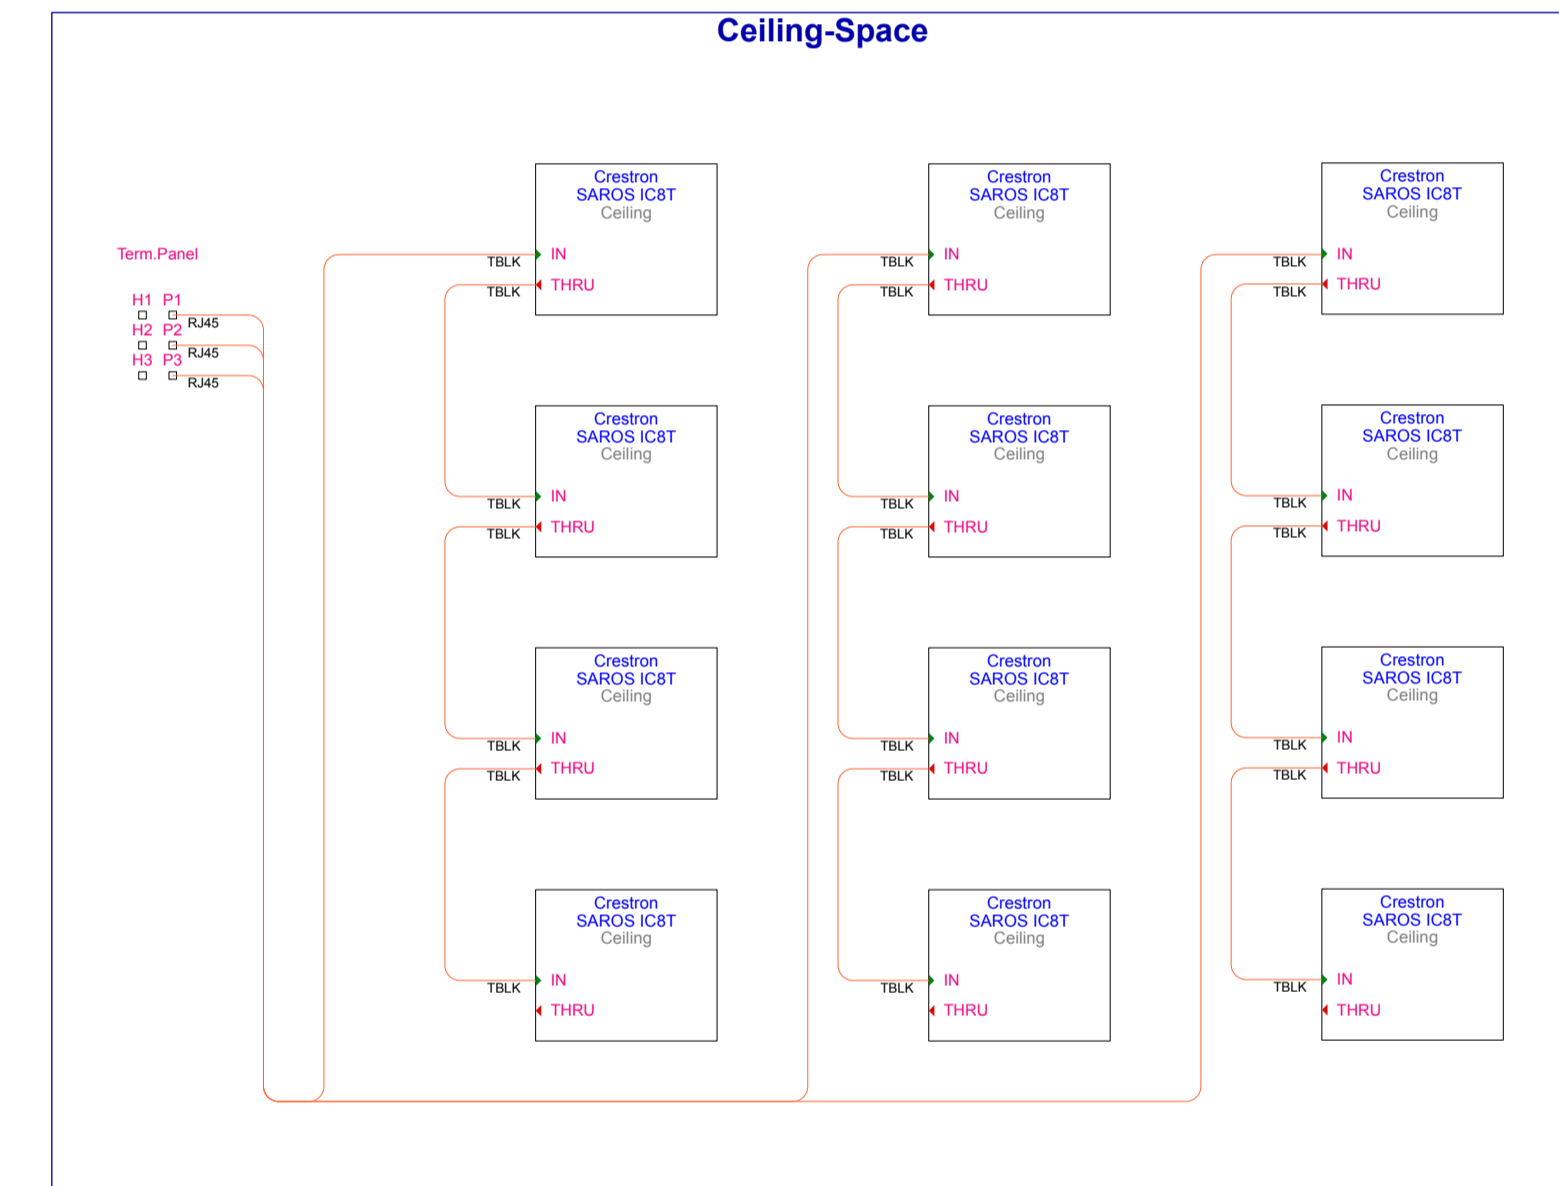 Ceiling-Space
Term.Panel
H1 P1
RJ45
H2 P2
RJ45
H3 P3
RJ45
Crestron
SAROS IC8T
Ceiling
TBLK IN
TBLK THRU
Crestron
SAROS IC8T
Ceiling
TBLK IN
TBLK THRU
Crestron
SAROS IC8T
Ceiling
TBLK IN
TBLK THRU
Crestron
SAROS IC8T
Ceiling
TBLK IN
THRU
Crestron
SAROS IC8T
Ceiling
TBLK IN
TBLK THRU
Crestron
SAROS IC8T
Ceiling
TBLK IN
TBLK THRU
Crestron
SAROS IC8T
Ceiling
TBLK IN
TBLK THRU
Crestron
SAROS IC8T
Ceiling
TBLK IN
THRU
Crestron
SAROS IC8T
Ceiling
TBLK IN
TBLK THRU
Crestron
SAROS IC8T
Ceiling
TBLK IN
TBLK THRU
Crestron
SAROS IC8T
Ceiling
TBLK IN
TBLK THRU
Crestron
SAROS IC8T
Ceiling
TBLK IN
THRU